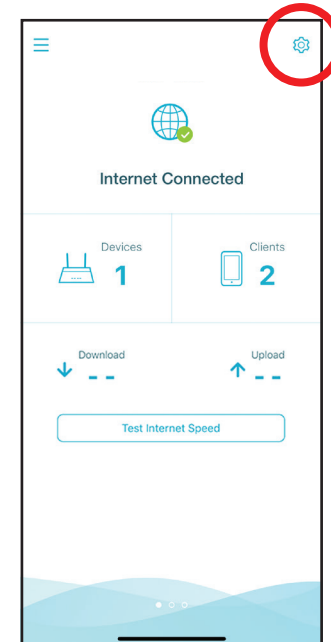 Internet Connected
Devices
1
Clients
2
Download
- -
Upload
- -
Test Internet Speed